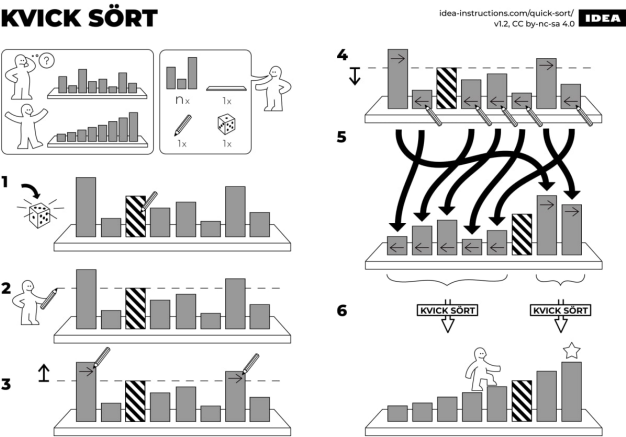 KVICK SÖRT
idea-instructions.com/quick-sort/
v1.2, CC by-nc-sa 4.0
IDEA
?
n x
1x
1x
1x
1
2
3
4
5
6
KVICK SÖRT
KVICK SÖRT